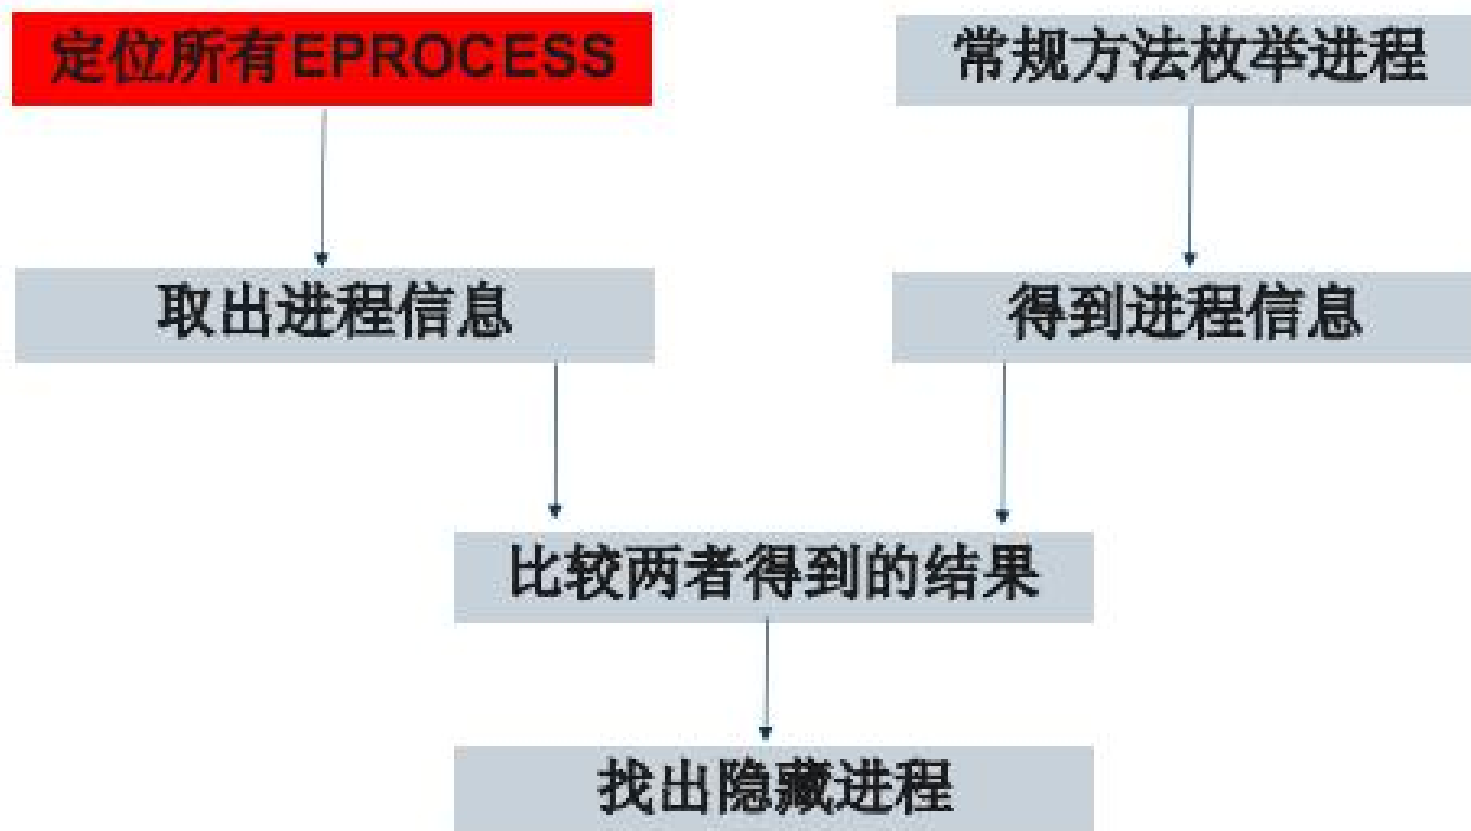 定位所有EPROCESS
常规方法枚举进程
取出进程信息
得到进程信息
比较两者得到的结果
找出隐藏进程